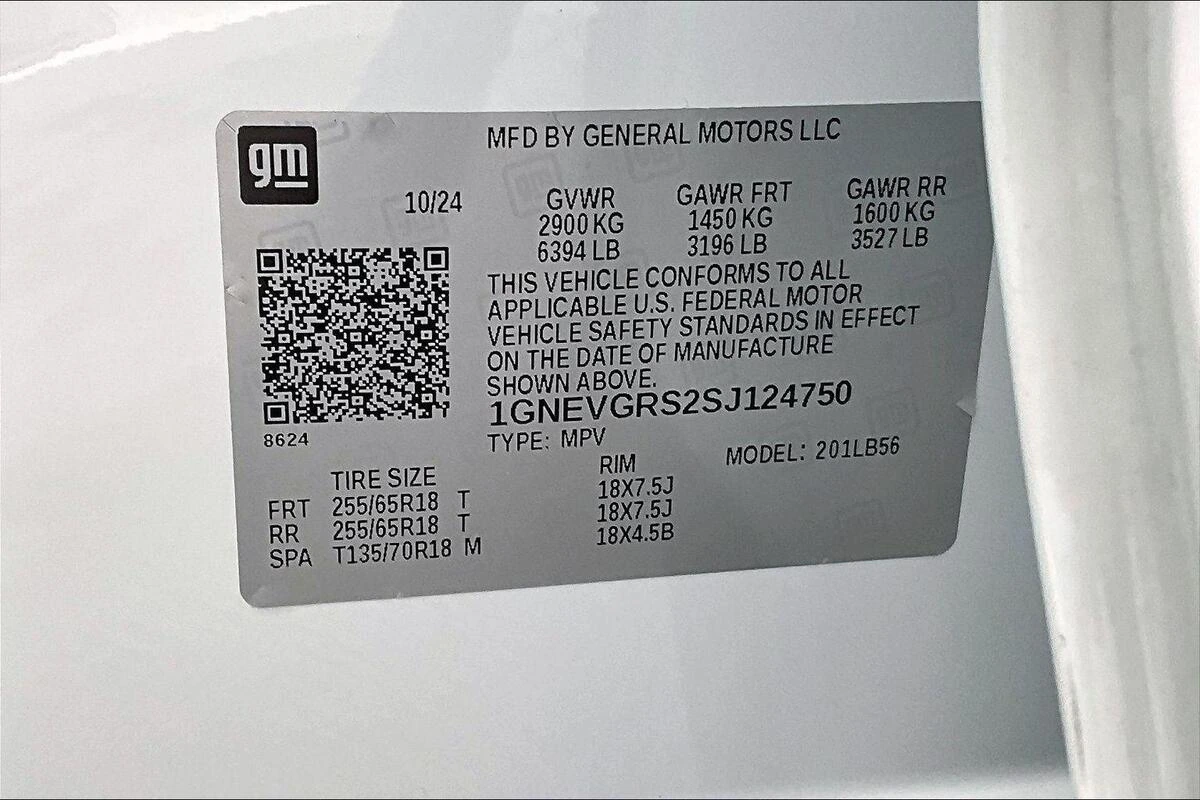 gm
MFD BY GENERAL MOTORS LLC
10/24
GVWR GAWR FRT GAWR RR
2900 KG 1450 KG 1600 KG
6394 LB 3196 LB 3527 LB
THIS VEHICLE CONFORMS TO ALL
APPLICABLE U.S. FEDERAL MOTOR
VEHICLE SAFETY STANDARDS IN EFFECT
ON THE DATE OF MANUFACTURE
SHOWN ABOVE.
1GNEVGRS2SJ124750
8624
TYPE: MPV MODEL: 201LB56
TIRE SIZE RIM
FRT 255/65R18 T 18X7.5J
RR 255/65R18 T 18X7.5J
SPA T135/70R18 M 18X4.5B